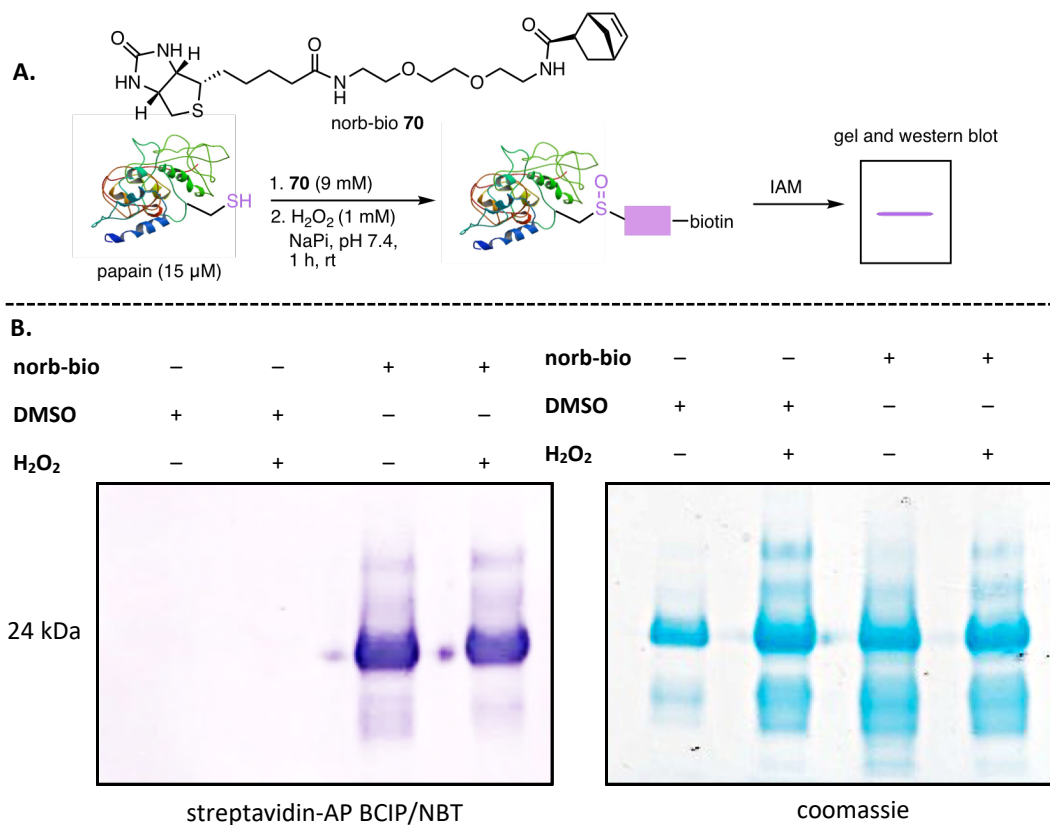 A.
O
NH
H
HN
H
S
O
N
H
O
O
NH
O
norb-bio 70
SH
papain (15 μM)
1. 70 (9 mM)
2. H₂O₂ (1 mM)
NaPi, pH 7.4,
1 h, rt
O
S
biotin
IAM
gel and western blot
B.
norb-bio – – + +
DMSO + + – –
H₂O₂ – + – +
norb-bio – – + +
DMSO + + – –
H₂O₂ – + – +
24 kDa
streptavidin-AP BCIP/NBT
coomassie